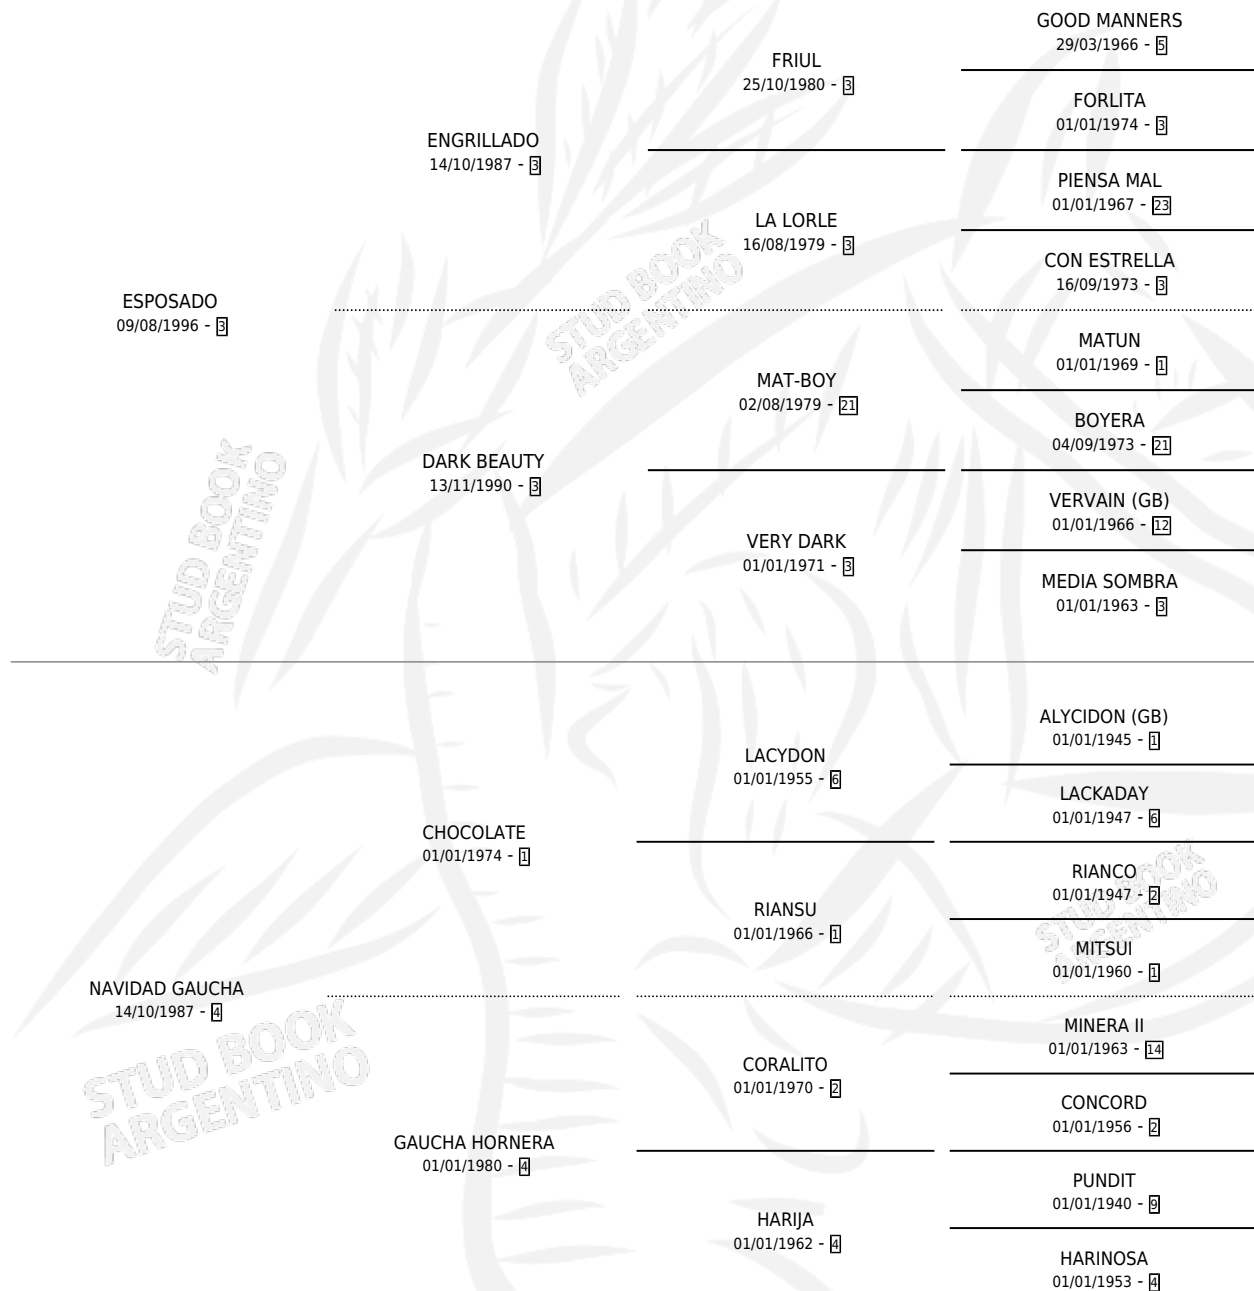 GOOD MANNERS
29/03/1966 - 5
FRIUL
25/10/1980 - 3
FORLITA
01/01/1974 - 3
ENGRILLADO
14/10/1987 - 3
PIENSA MAL
01/01/1967 - 23
LA LORLE
16/08/1979 - 3
CON ESTRELLA
16/09/1973 - 3
ESPOSADO
09/08/1996 - 3
MATUN
01/01/1969 - 1
MAT-BOY
02/08/1979 - 21
BOYERA
04/09/1973 - 21
DARK BEAUTY
13/11/1990 - 3
VERVAIN (GB)
01/01/1966 - 12
VERY DARK
01/01/1971 - 3
MEDIA SOMBRA
01/01/1963 - 3
STUD BOOK
ARGENTINO
STUD BOOK
ARGENTINO
ALYCIDON (GB)
01/01/1945 - 1
LACYDON
01/01/1955 - 6
LACKADAY
01/01/1947 - 6
CHOCOLATE
01/01/1974 - 1
RIANCO
01/01/1947 - 2
RIANSU
01/01/1966 - 1
MITSUI
01/01/1960 - 1
NAVIDAD GAUCHA
14/10/1987 - 4
MINERA II
01/01/1963 - 14
CORALITO
01/01/1970 - 2
CONCORD
01/01/1956 - 2
GAUCHA HORNERA
01/01/1980 - 4
PUNDIT
01/01/1940 - 9
HARIJA
01/01/1962 - 4
HARINOSA
01/01/1953 - 4
STUD BOOK
ARGENTINO
STUD BOOK
ARGENTINO